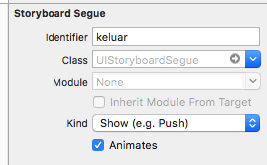 Storyboard Segue
Identifier keluar
Class UIStoryboardSegue
Module None
Inherit Module From Target
Kind Show (e.g. Push)
Animates